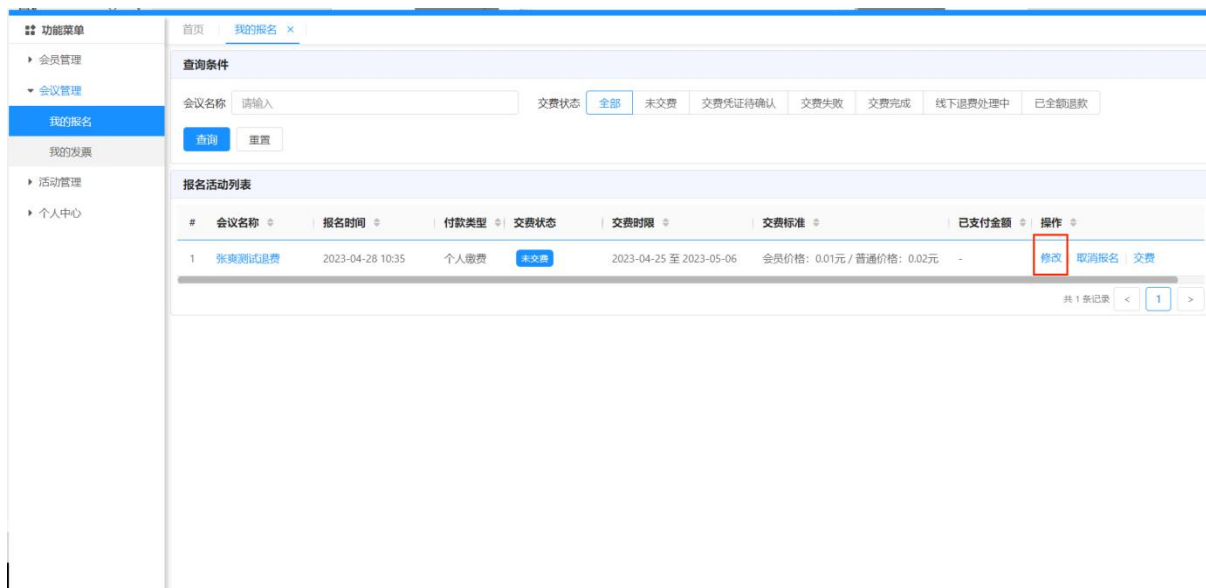 功能菜单
首页 我的报名 ×
会员管理
会议管理
我的报名
我的发票
活动管理
个人中心
查询条件
会议名称 请输入 交费状态 全部 未交费 交费凭证待确认 交费失败 交费完成 线下退费处理中 已全额退款
查询 重置
报名活动列表
# 会议名称 报名时间 付款类型 交费状态 交费时限 交费标准 已支付金额 操作
1 张爽测试退费 2023-04-28 10:35 个人缴费 未交费 2023-04-25 至 2023-05-06 会员价格：0.01元 / 普通价格：0.02元 - 修改 取消报名 交费
共 1 条记录 < 1 >